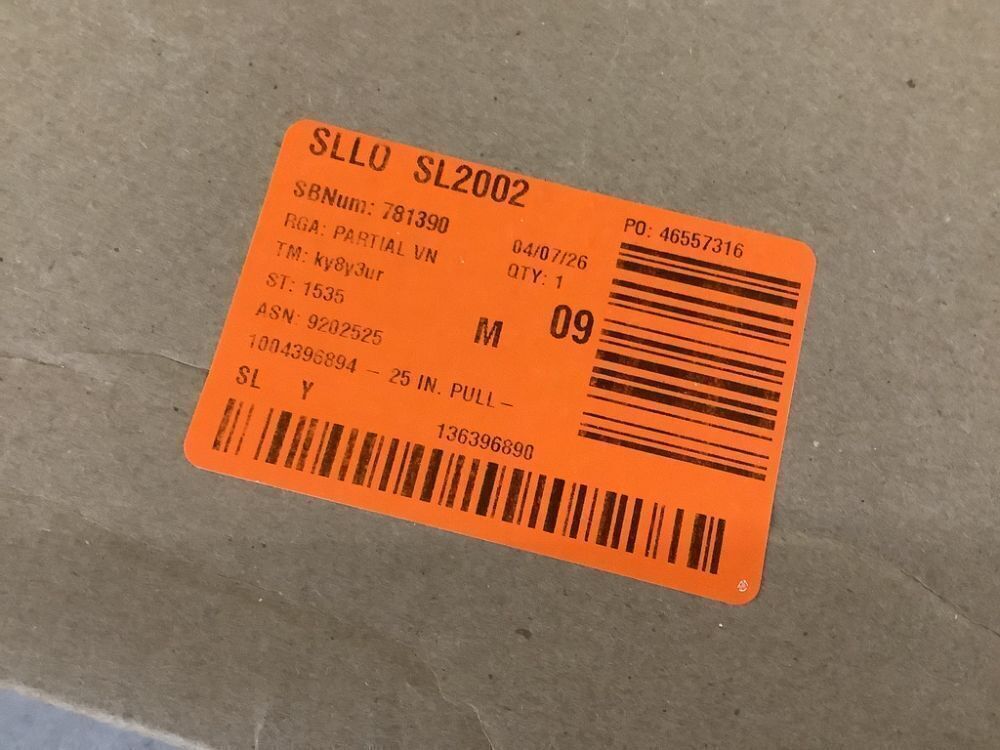 SLLO SL2002
SBNum: 781390
RGA: PARTIAL VN 04/07/26
TM: ky8y3ur QTY: 1
ST: 1535
ASN: 9202525 M 09
1004396894 – 25 IN. PULL–
SL Y
136396890
PO: 46557316